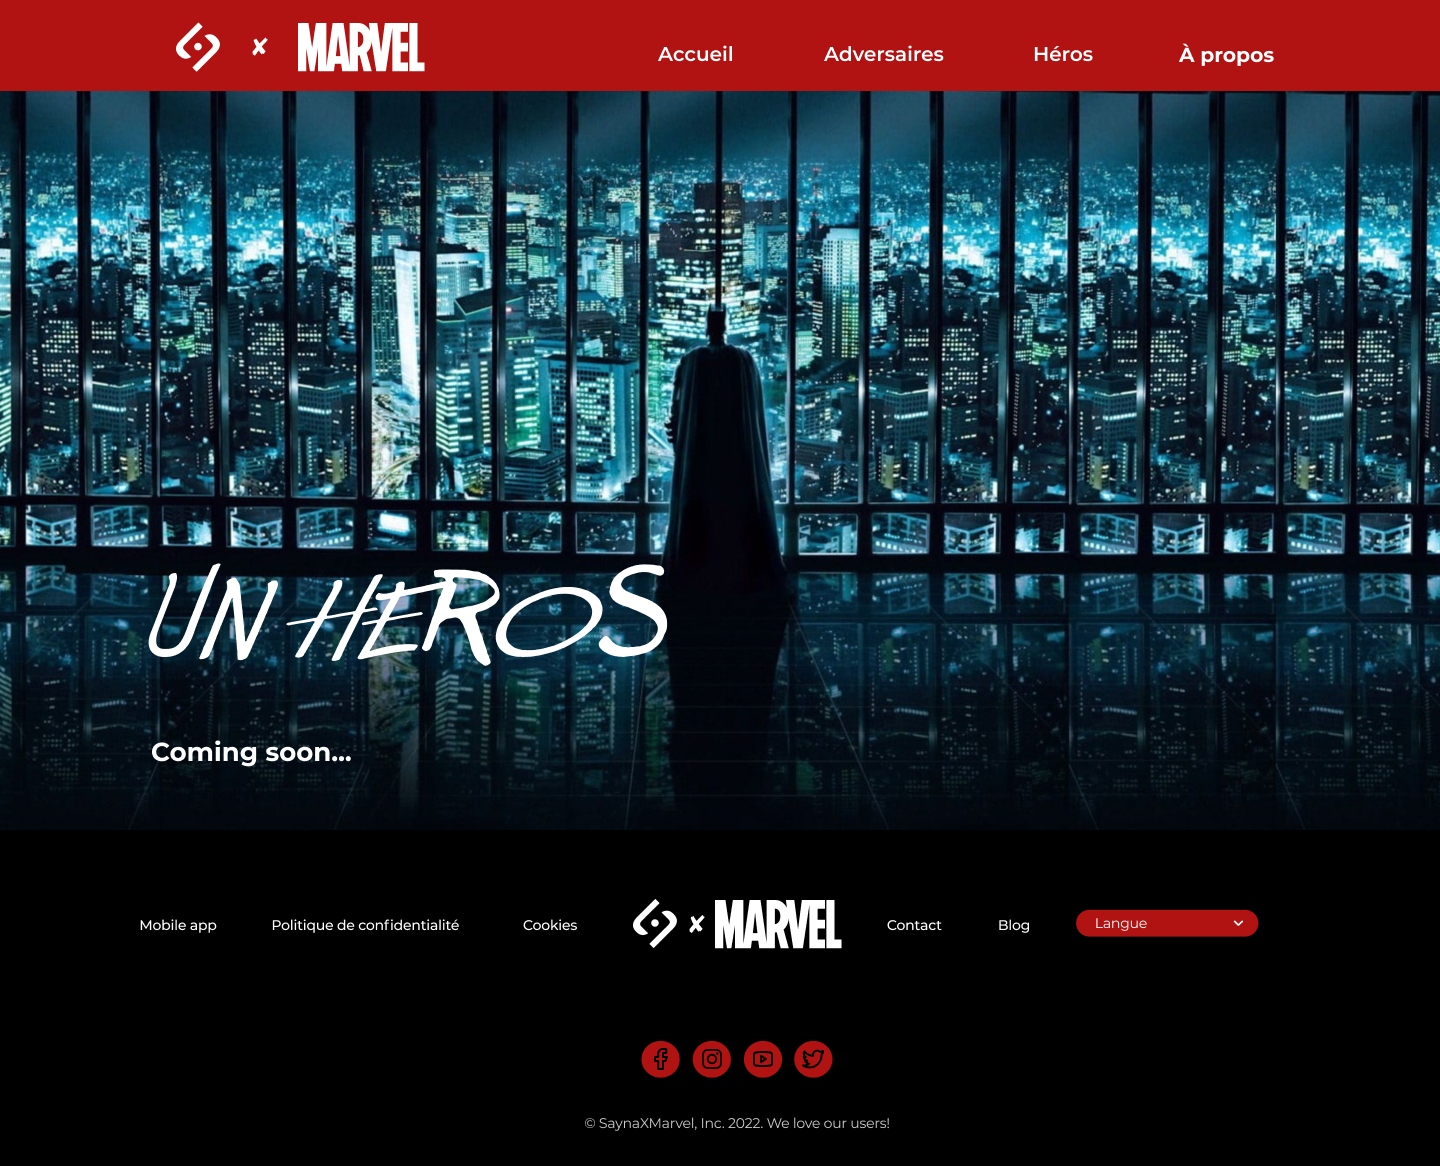 x MARVEL
Accueil Adversaires Héros À propos
UN HEROS
Coming soon...
Mobile app Politique de confidentialité Cookies x MARVEL Contact Blog Langue
© SaynaXMarvel, Inc. 2022. We love our users!